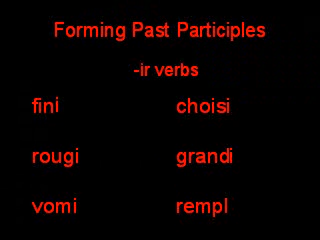 Forming Past Participles
-ir verbs
fini choisi
rougi grandi
vomi rempl